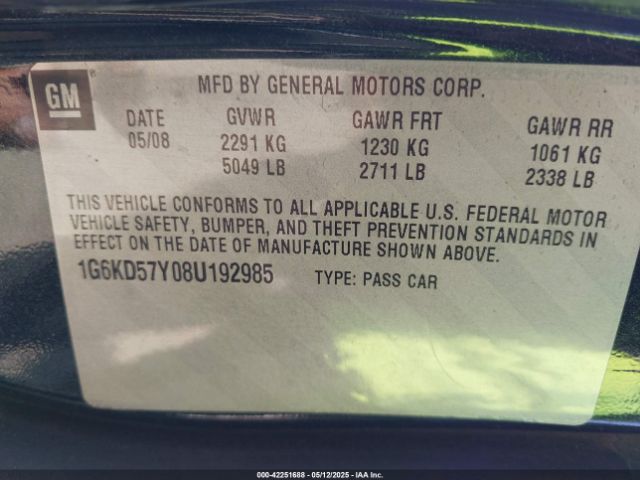 GM
MFD BY GENERAL MOTORS CORP.
DATE GVWR GAWR FRT GAWR RR
05/08 2291 KG 1230 KG 1061 KG
5049 LB 2711 LB 2338 LB
THIS VEHICLE CONFORMS TO ALL APPLICABLE U.S. FEDERAL MOTOR
VEHICLE SAFETY, BUMPER, AND THEFT PREVENTION STANDARDS IN
EFFECT ON THE DATE OF MANUFACTURE SHOWN ABOVE.
1G6KD57Y08U192985 TYPE: PASS CAR
000-42251688 - 05/12/2025 - IAA Inc.